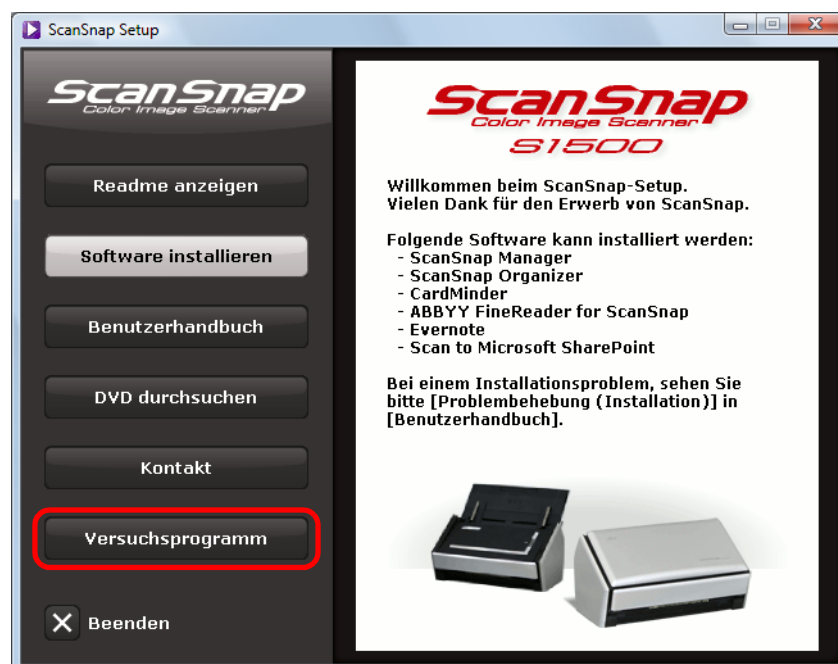 ScanSnap Setup
ScanSnap
Color Image Scanner
Readme anzeigen
Software installieren
Benutzerhandbuch
DVD durchsuchen
Kontakt
Versuchsprogramm
Beenden
ScanSnap
Color Image Scanner
S1500
Willkommen beim ScanSnap-Setup.
Vielen Dank für den Erwerb von ScanSnap.
Folgende Software kann installiert werden:
- ScanSnap Manager
- ScanSnap Organizer
- CardMinder
- ABBYY FineReader for ScanSnap
- Evernote
- Scan to Microsoft SharePoint
Bei einem Installationsproblem, sehen Sie
bitte [Problembehebung (Installation)] in
[Benutzerhandbuch].